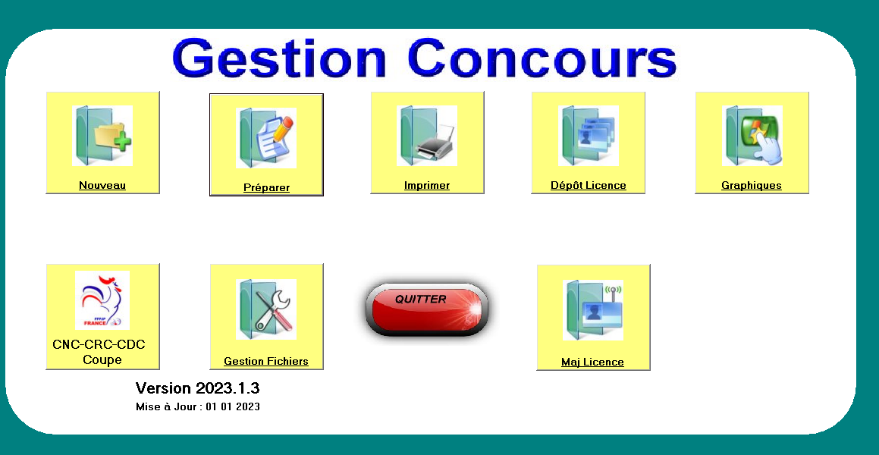 Gestion Concours
Nouveau
Préparer
Imprimer
Dépôt Licence
Graphiques
FRANCE
CNC-CRC-CDC
Coupe
Gestion Fichiers
QUITTER
Maj Licence
Version 2023.1.3
Mise à Jour : 01 01 2023